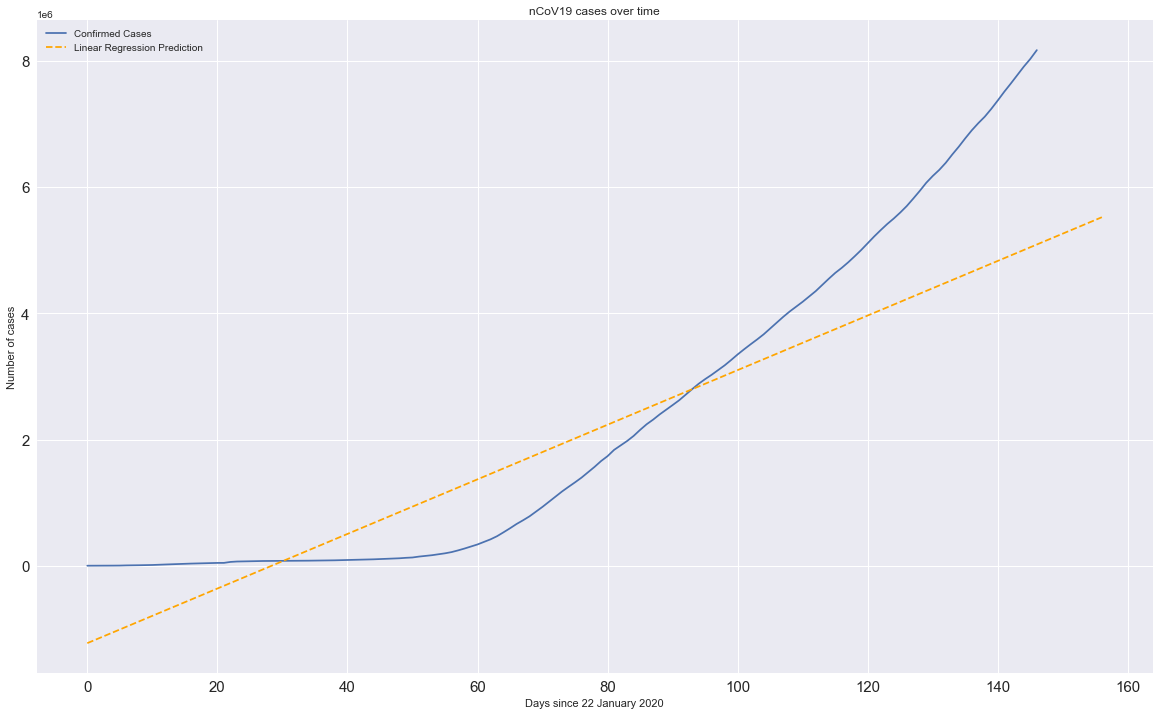 nCoV19 cases over time
1e6
Confirmed Cases
Linear Regression Prediction
8
6
4
2
0
Number of cases
0 20 40 60 80 100 120 140 160
Days since 22 January 2020